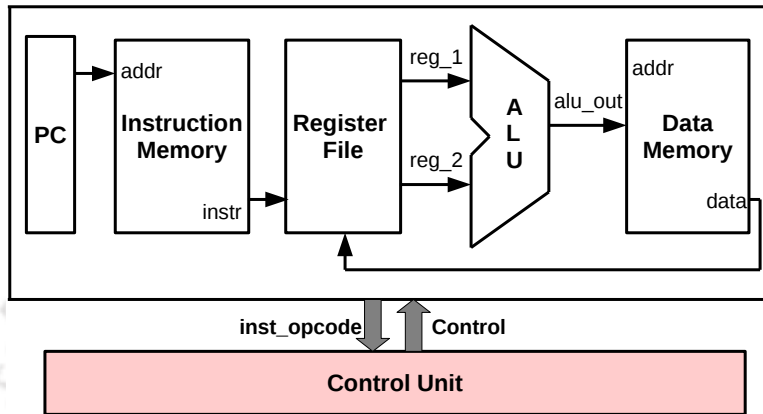 PC
addr
Instruction
Memory
instr
Register
File
reg_1
reg_2
A
L
U
alu_out
addr
Data
Memory
data
inst_opcode
Control
Control Unit